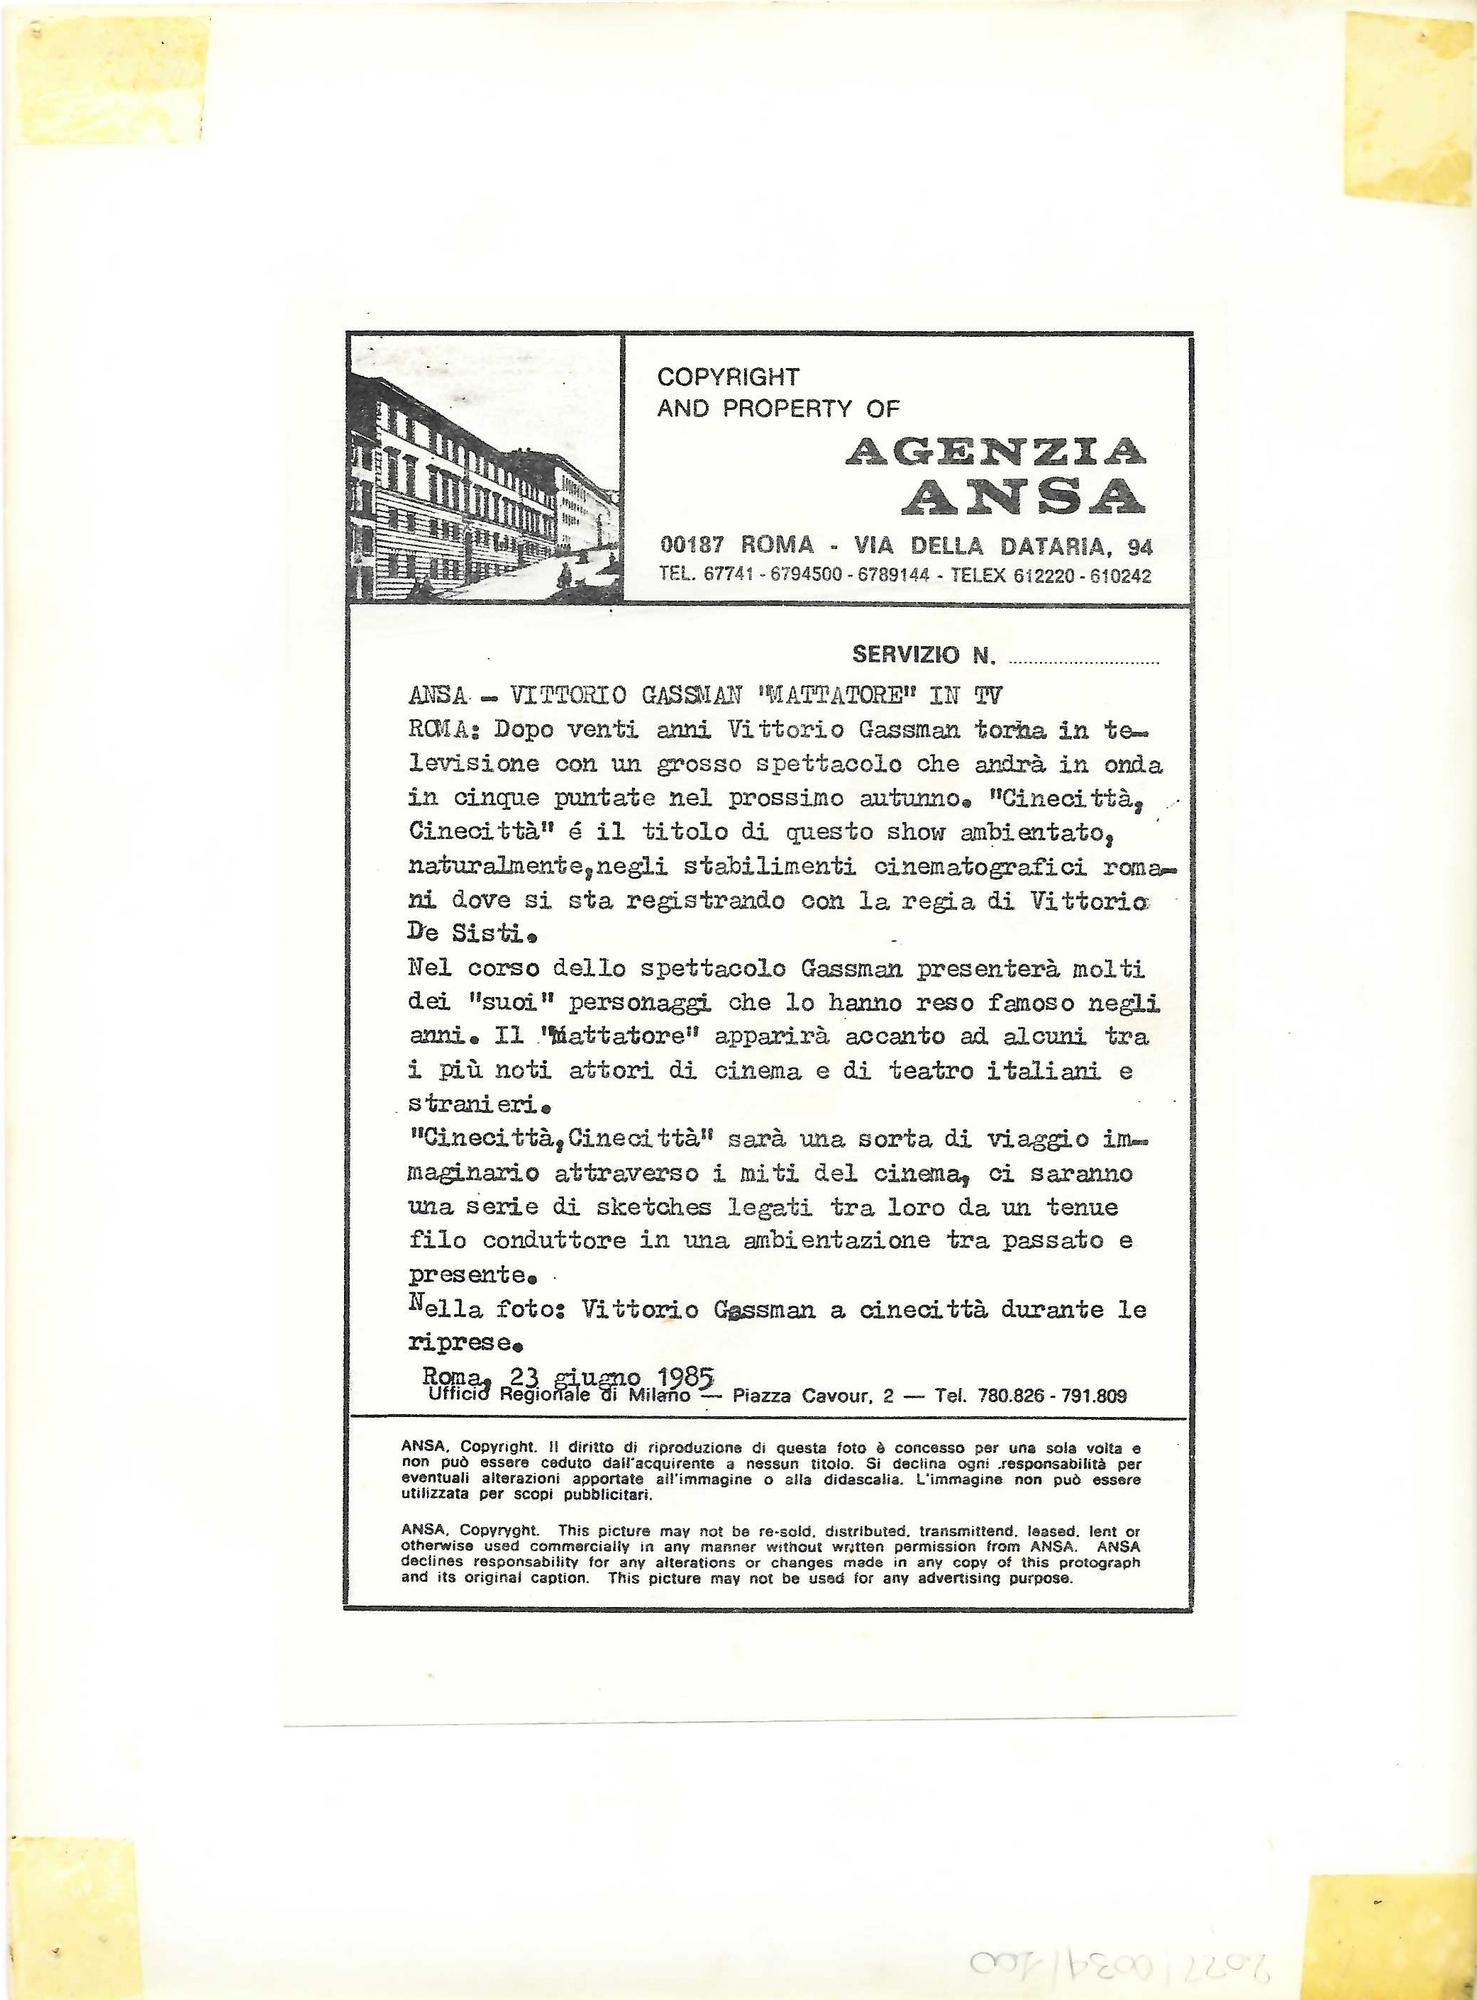 COPYRIGHT
AND PROPERTY OF
AGENZIA
ANSA
00187 ROMA - VIA DELLA DATARIA, 94
TEL. 67741 - 6794500 - 6789144 - TELEX 612220 - 610242
SERVIZIO N. ..............................
ANSA - VITTORIO GASSMAN "MATTATORE" IN TV
ROMA: Dopo venti anni Vittorio Gassman torna in te-
levisione con un grosso spettacolo che andrà in onda
in cinque puntate nel prossimo autunno. "Cinecittà,
Cinecittà" é il titolo di questo show ambientato,
naturalmente,negli stabilimenti cinematografici roma-
ni dove si sta registrando con la regia di Vittorio
De Sisti.
Nel corso dello spettacolo Gassman presenterà molti
dei "suoi" personaggi che lo hanno reso famoso negli
anni. Il "Mattatore" apparirà accanto ad alcuni tra
i più noti attori di cinema e di teatro italiani e
stranieri.
"Cinecittà,Cinecittà" sarà una sorta di viaggio im-
maginario attraverso i miti del cinema, ci saranno
una serie di sketches legati tra loro da un tenue
filo conduttore in una ambientazione tra passato e
presente.
Nella foto: Vittorio Gassman a cinecittà durante le
riprese.
Roma, 23 giugno 1985
Ufficio Regionale di Milano — Piazza Cavour, 2 — Tel. 780.826 - 791.809
ANSA, Copyright. Il diritto di riproduzione di questa foto è concesso per una sola volta e
non può essere ceduto dall'acquirente a nessun titolo. Si declina ogni responsabilità per
eventuali alterazioni apportate all'immagine o alla didascalia. L'immagine non può essere
utilizzata per scopi pubblicitari.
ANSA, Copyryght. This picture may not be re-sold, distributed, transmittend, leased, lent or
otherwise used commercially in any manner without written permission from ANSA. ANSA
declines responsability for any alterations or changes made in any copy of this protograph
and its original caption. This picture may not be used for any advertising purpose.
2022/0039/200